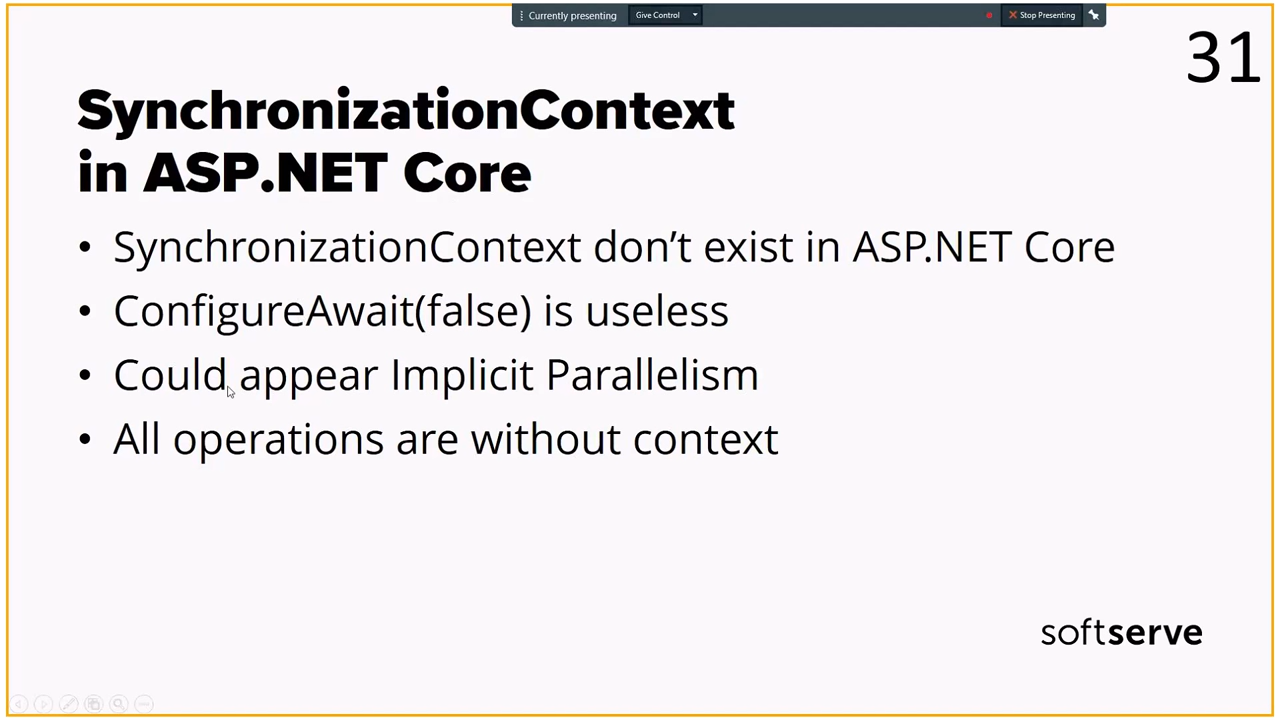 Currently presenting Give Control Stop Presenting
31
SynchronizationContext
in ASP.NET Core
• SynchronizationContext don’t exist in ASP.NET Core
• ConfigureAwait(false) is useless
• Could appear Implicit Parallelism
• All operations are without context
softserve